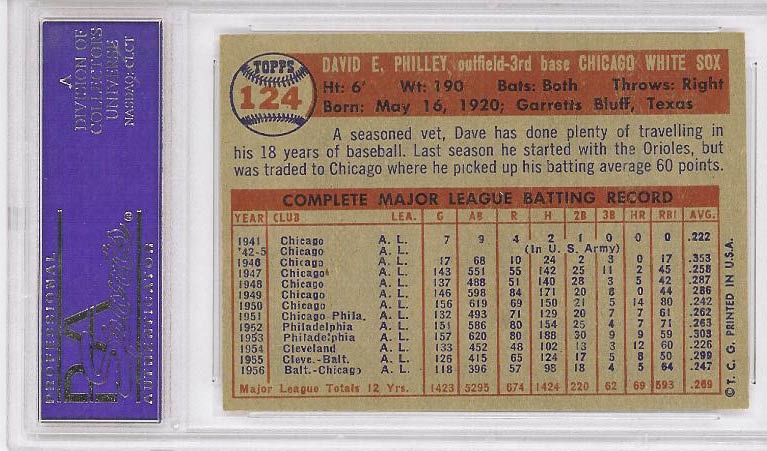 A
DIVISION OF
COLLECTORS
UNIVERSE
NASDAQ: CLCT
PROFESSIONAL
PSA
AUTHENTICATOR
®
TOPPS
124
DAVID E. PHILLEY outfield-3rd base CHICAGO WHITE SOX
Ht: 6' Wt: 190 Bats: Both Throws: Right
Born: May 16, 1920; Garretts Bluff, Texas
A seasoned vet, Dave has done plenty of travelling in
his 18 years of baseball. Last season he started with the Orioles, but
was traded to Chicago where he picked up his batting average 60 points.
COMPLETE MAJOR LEAGUE BATTING RECORD
YEAR CLUB LEA. G AB R H 2B 3B HR RBI AVG.
1941 Chicago A. L. 7 9 4 2 1 0 0 0 .222
'42-5 Chicago A. L. (In U. S. Army)
1946 Chicago A. L. 17 68 10 24 2 3 0 17 .353
1947 Chicago A. L. 143 551 55 142 25 11 2 45 .258
1948 Chicago A. L. 137 488 51 140 28 3 5 42 .287
1949 Chicago A. L. 146 598 84 171 20 8 0 44 .286
1950 Chicago A. L. 156 619 69 150 21 5 14 80 .242
1951 Chicago-Phila. A. L. 132 493 71 129 20 7 7 61 .262
1952 Philadelphia A. L. 151 586 80 154 25 4 7 71 .263
1953 Philadelphia A. L. 157 620 80 188 30 9 9 59 .303
1954 Cleveland A. L. 133 452 48 102 13 3 12 60 .226
1955 Cleve.-Balt. A. L. 126 415 65 124 17 5 8 50 .299
1956 Balt.-Chicago A. L. 118 396 57 98 18 4 5 64 .247
Major League Totals 12 Yrs. 1423 5295 674 1424 220 62 69 593 .269
© T. C. G. PRINTED IN U.S.A.